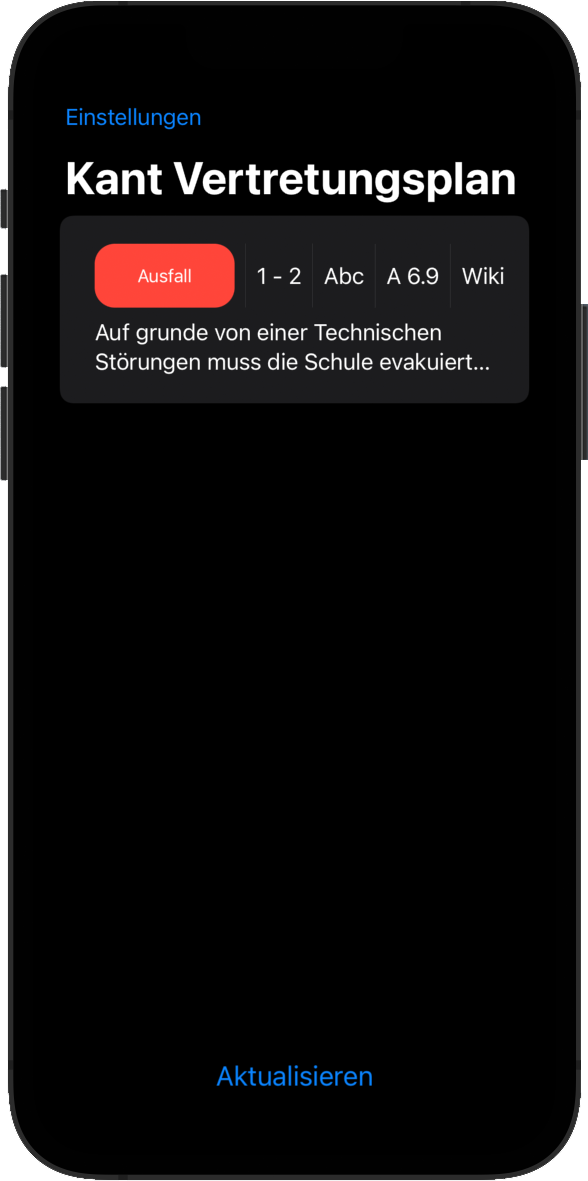 Einstellungen
Kant Vertretungsplan
Ausfall 1 - 2 Abc A 6.9 Wiki
Auf grunde von einer Technischen
Störungen muss die Schule evakuiert...
Aktualisieren